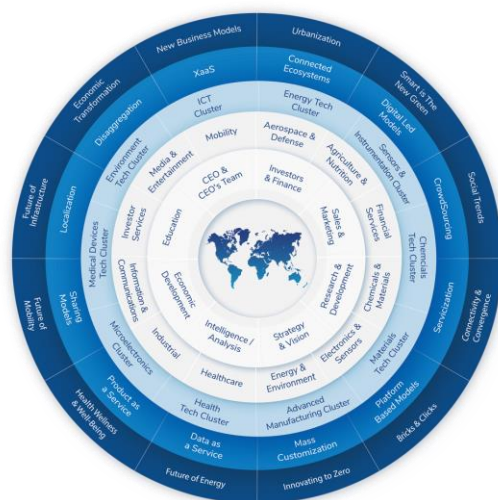 New Business Models
Urbanization
Smart is The
New Green
Social Trends
Connectivity &
Convergence
Bricks & Clicks
Innovating to Zero
Future of Energy
Health Wellness
& Well Being
Future of
Mobility
Future of
Infrastructure
Economic
Transformation
XaaS
Connected
Ecosystems
Digital Led
Models
CrowdSourcing
Servicization
Platform
Based Models
Mass
Customization
Data as
a Service
Product as
a Service
Sharing
Models
Localization
Disaggregation
ICT
Cluster
Energy Tech
Cluster
Sensors &
Instrumentation Cluster
Chemcials
Tech Cluster
Materials
Tech Cluster
Advanced
Manufacturing Cluster
Health
Tech Cluster
Microelectronics
Cluster
Medical Devices
Tech Cluster
Environment
Tech Cluster
Mobility
Aerospace &
Defense
Agriculture &
Nutrition
Financial
Services
Chemicals &
Materials
Electronics &
Sensors
Energy &
Environment
Healthcare
Industrial
Information &
Communications
Investor
Services
Media &
Entertainment
CEO &
CEO's Team
Investors
& Finance
Sales &
Marketing
Research &
Development
Strategy
& Vision
Intelligence /
Analysis
Economic
Development
Education